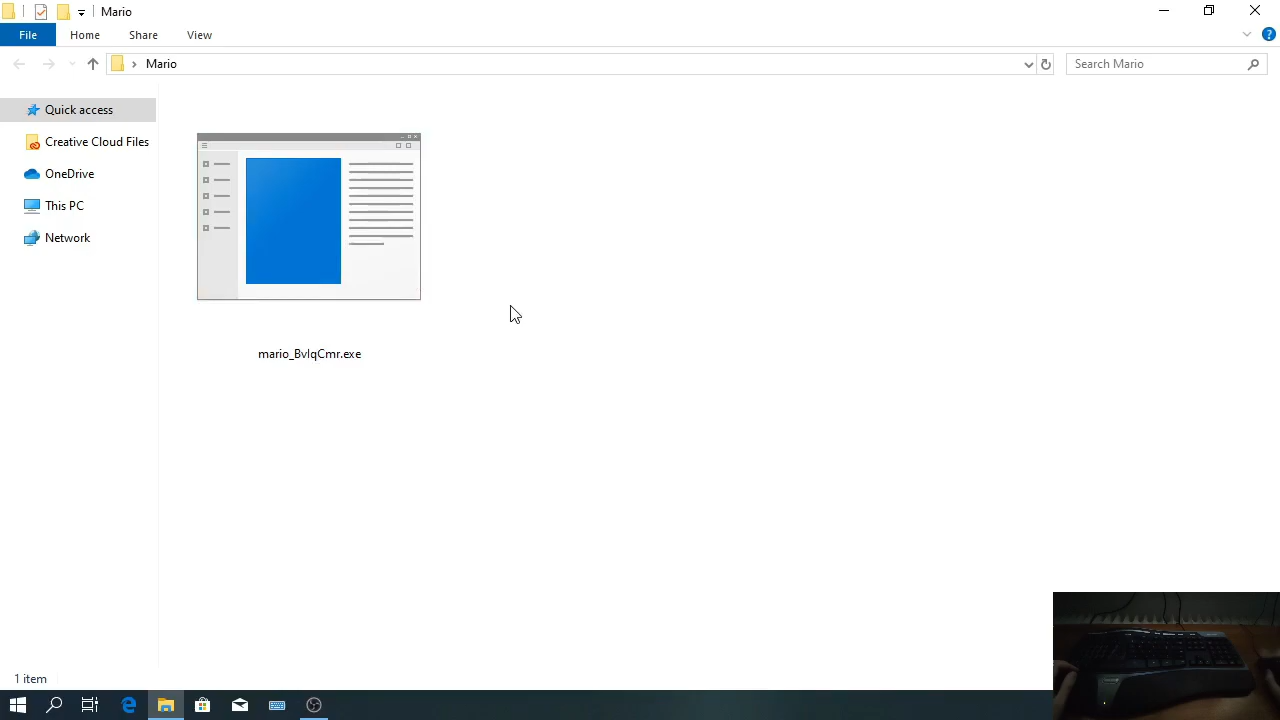 Mario
File Home Share View
Mario
Search Mario
Quick access
Creative Cloud Files
OneDrive
This PC
Network
mario_BvIqCmr.exe
1 item